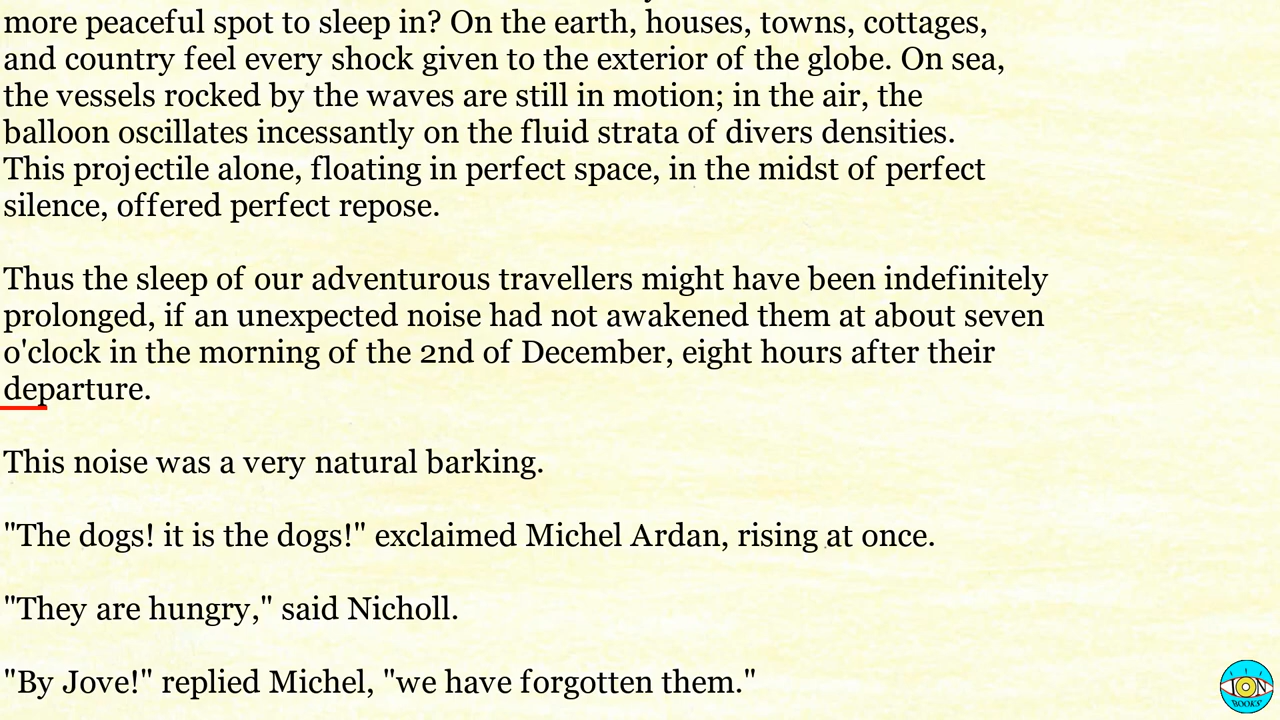 more peaceful spot to sleep in? On the earth, houses, towns, cottages,
and country feel every shock given to the exterior of the globe. On sea,
the vessels rocked by the waves are still in motion; in the air, the
balloon oscillates incessantly on the fluid strata of divers densities.
This projectile alone, floating in perfect space, in the midst of perfect
silence, offered perfect repose.
Thus the sleep of our adventurous travellers might have been indefinitely
prolonged, if an unexpected noise had not awakened them at about seven
o'clock in the morning of the 2nd of December, eight hours after their
departure.
This noise was a very natural barking.
"The dogs! it is the dogs!" exclaimed Michel Ardan, rising at once.
"They are hungry," said Nicholl.
"By Jove!" replied Michel, "we have forgotten them."
ION
BOOKS